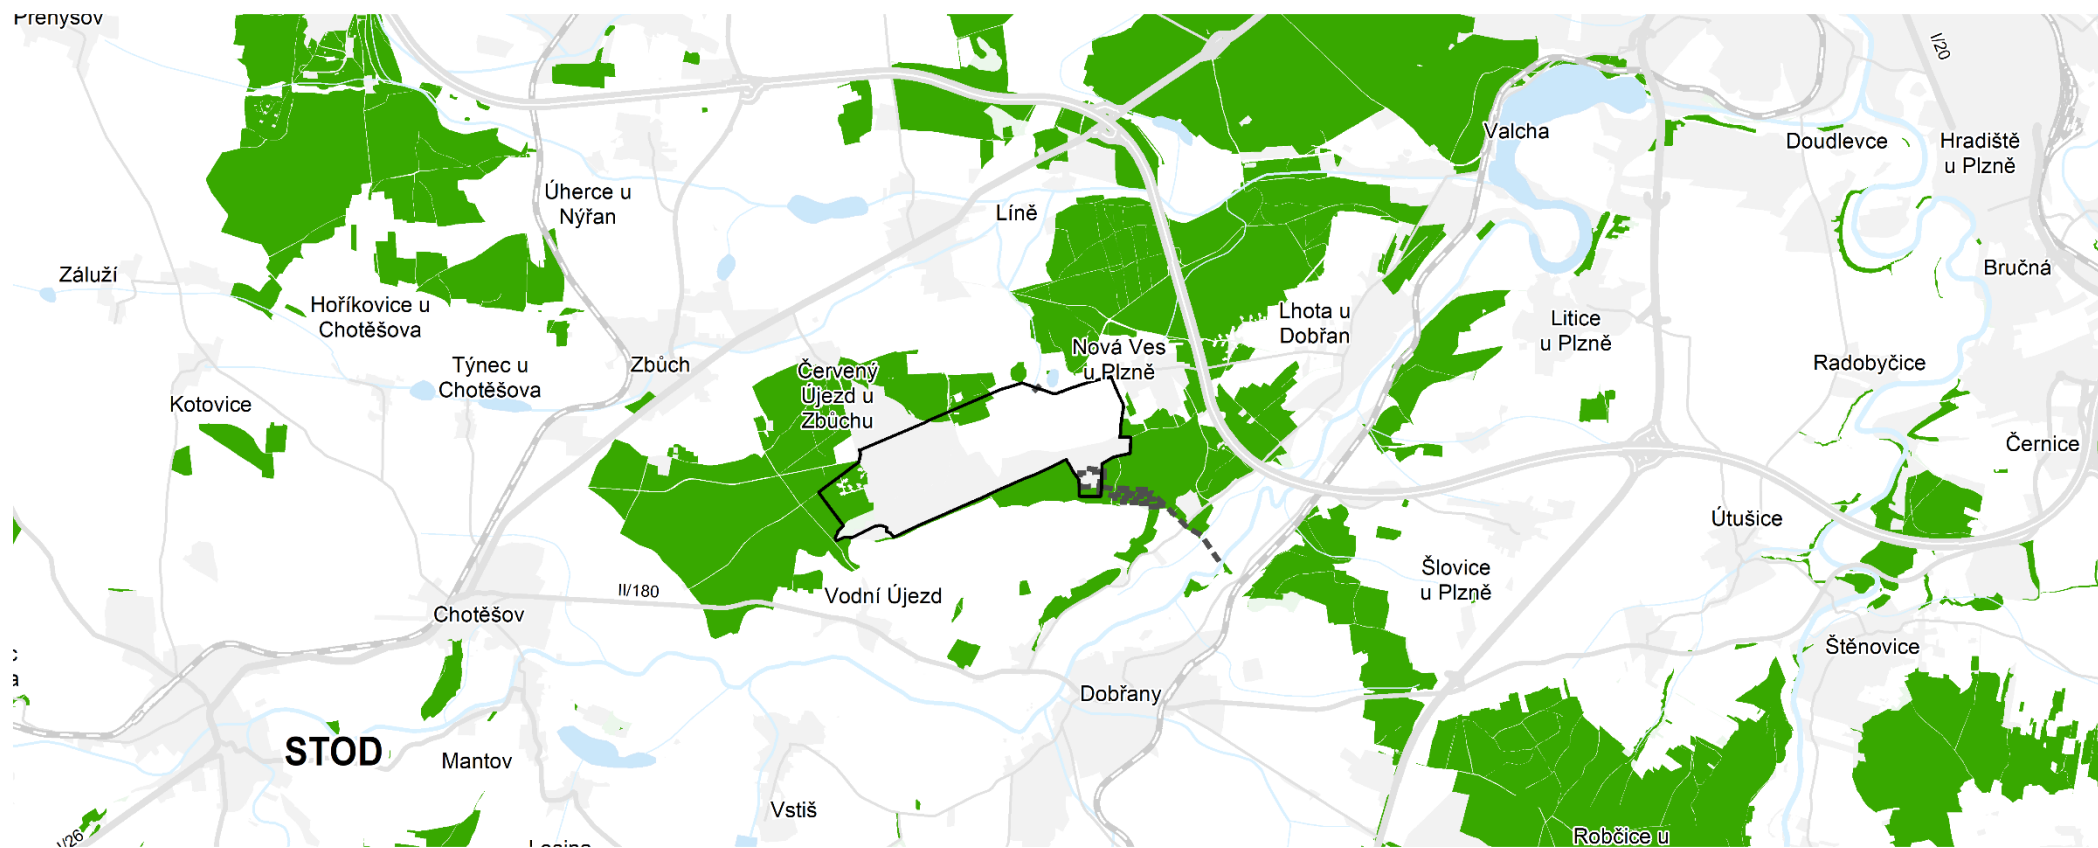 Přehýšov
I/20
Valcha
Doudlevce
Hradiště
u Plzně
Úherce u
Nýřan
Líně
Záluží
Bručná
Hoříkovice u
Chotěšova
Lhota u
Dobřan
Litice
u Plzně
Týnec u
Chotěšova
Zbůch
Červený
Újezd u
Zbůchu
Nová Ves
u Plzně
Radobyčice
Kotovice
Černice
Útušice
Šlovice
u Plzně
II/180
Vodní Újezd
Chotěšov
Štěnovice
c
a
Dobřany
STOD
Mantov
Vstiš
I/26
Robčice u